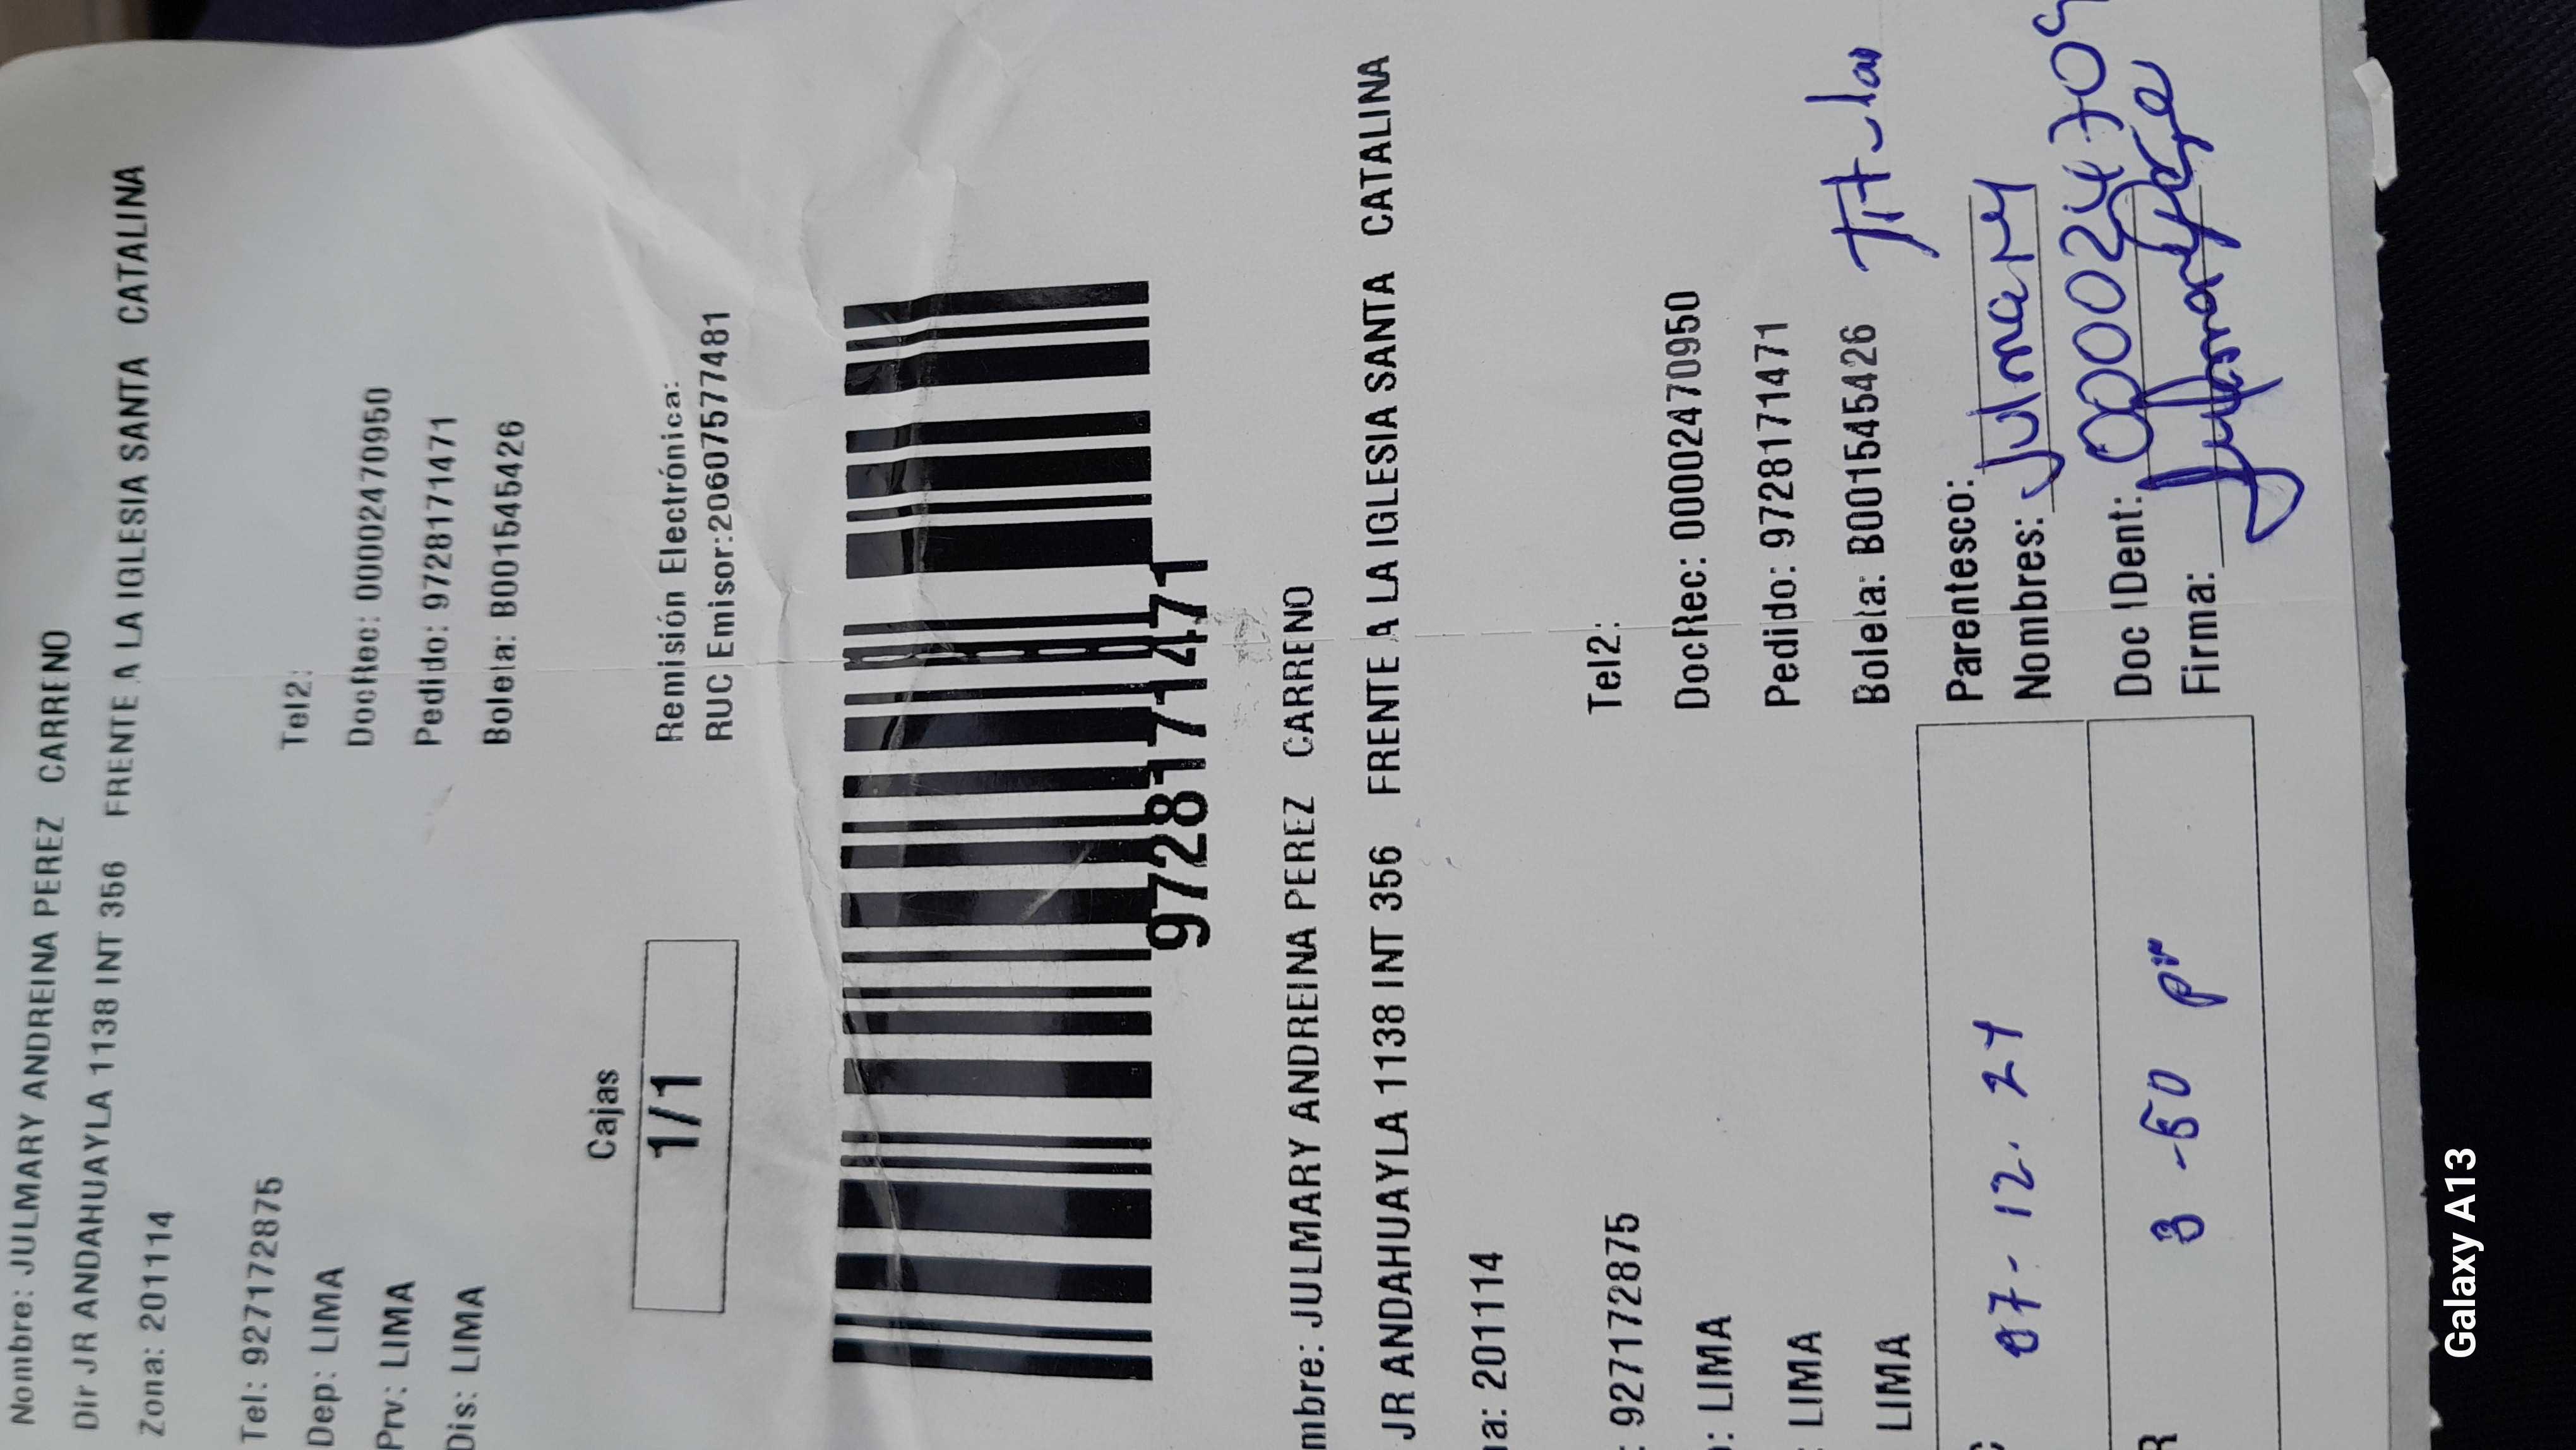 Nombre: JULMARY ANDREINA PEREZ CARRENO
Dir JR ANDAHUAYLA 1138 INT 356 FRENTE A LA IGLESIA SANTA CATALINA
Zona: 201114
Tel: 927172875 Tel2:
Dep: LIMA DocRec: 00002470950
Prv: LIMA Pedido: 9728171471
Dis: LIMA Boleta: B001545426
Cajas
1/1
Remisión Electrónica:
RUC Emisor:20607577481
9728171471
mbre: JULMARY ANDREINA PEREZ CARRENO
JR ANDAHUAYLA 1138 INT 356 FRENTE A LA IGLESIA SANTA CATALINA
na: 201114
: 927172875 Tel2:
: LIMA DocRec: 00002470950
: LIMA Pedido: 9728171471
LIMA Boleta: B001545426
Parentesco: Titular
07-12-24 Nombres: Julmary
Doc IDent: 000024709
R 3-50 pm Firma:
Galaxy A13